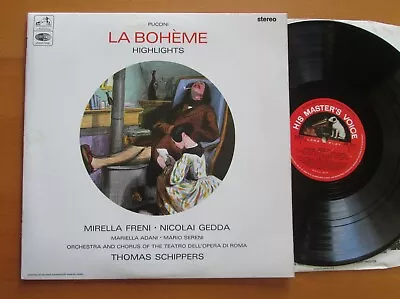 PUCCINI
stereo
LA BOHÈME
HIGHLIGHTS
MIRELLA FRENI · NICOLAI GEDDA
MARIELLA ADANI · MARIO SERENI
ORCHESTRA AND CHORUS OF THE TEATRO DELL'OPERA DI ROMA
THOMAS SCHIPPERS
HIS MASTER'S VOICE